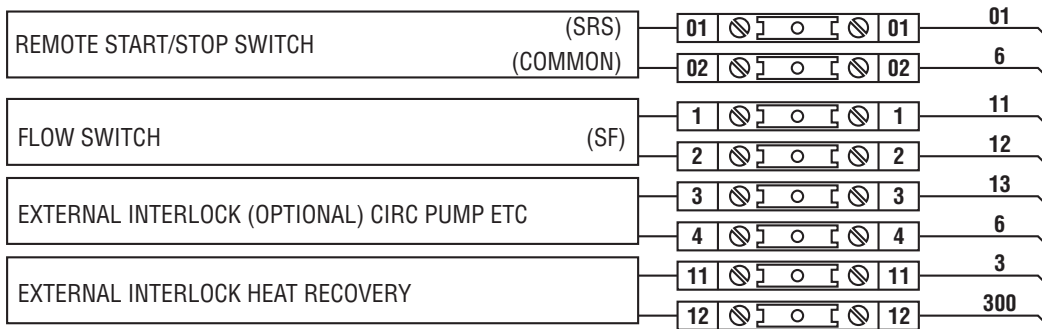 (SRS) 01 01 01
REMOTE START/STOP SWITCH
(COMMON) 02 02 6
1 1 11
FLOW SWITCH (SF)
2 2 12
3 3 13
EXTERNAL INTERLOCK (OPTIONAL) CIRC PUMP ETC
4 4 6
11 11 3
EXTERNAL INTERLOCK HEAT RECOVERY
12 12 300